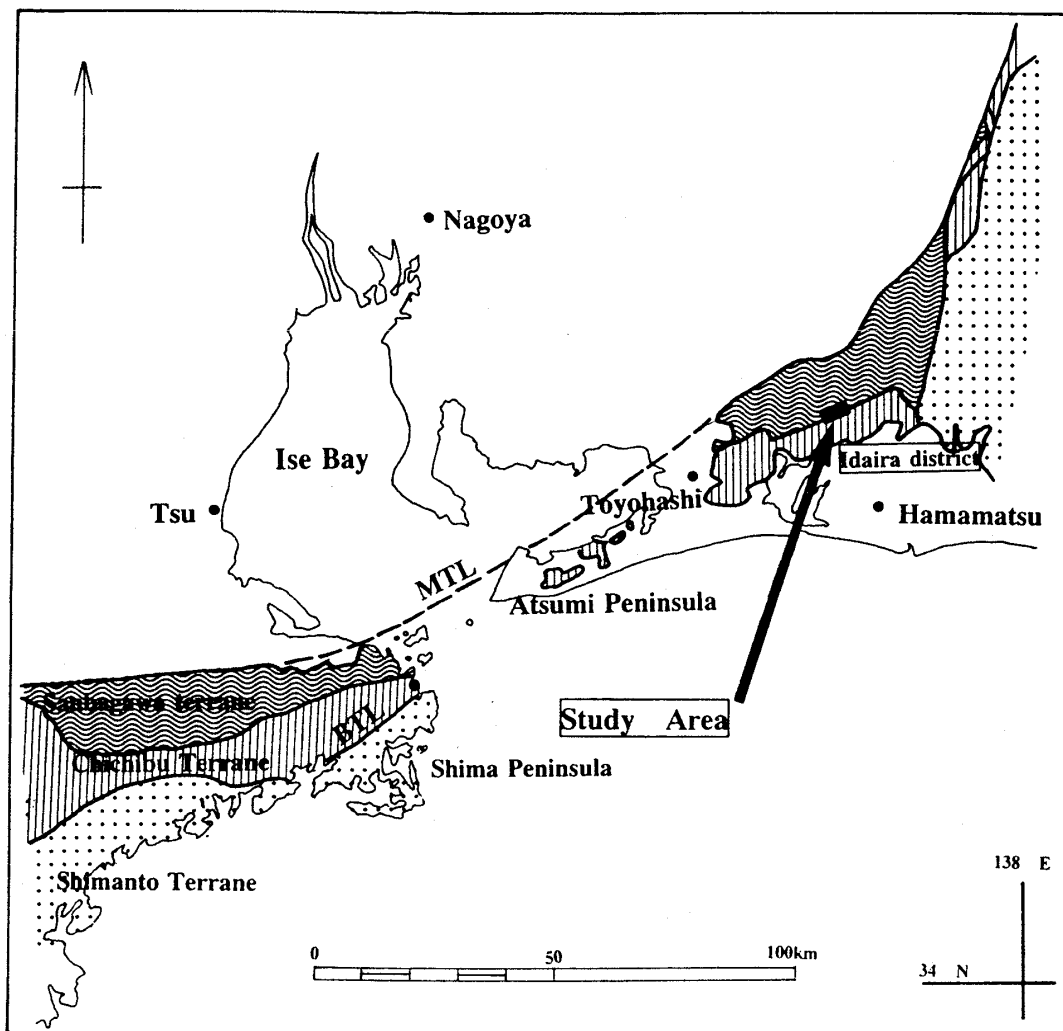 Nagoya
Ise Bay
Idaira district
Toyohashi
Tsu
Hamamatsu
MTL
Atsumi Peninsula
Sanbagawa terrane
Study Area
BTL
Chichibu Terrane
Shima Peninsula
Shimanto Terrane
138 E
0 50 100km
34 N